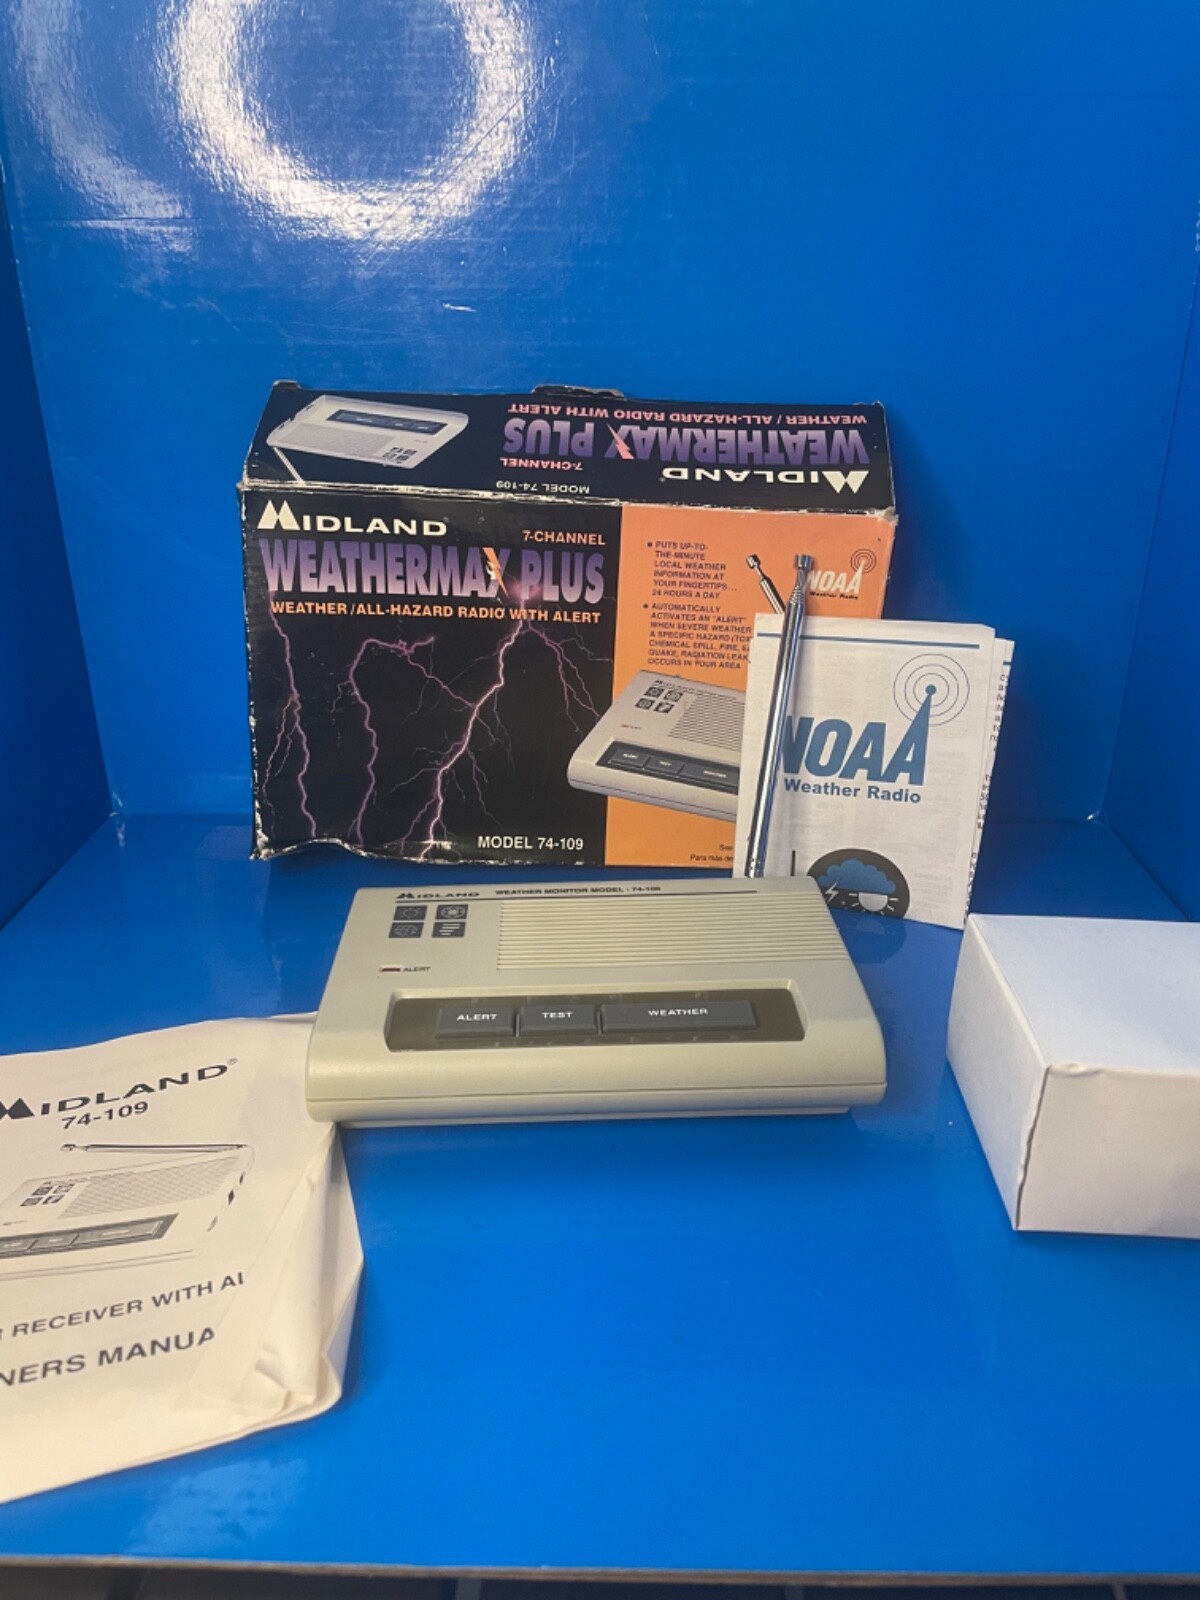 WEATHER / ALL-HAZARD RADIO WITH ALERT
WEATHERMAX PLUS
7-CHANNEL
MIDLAND
MODEL 74-109
MIDLAND
7-CHANNEL
WEATHERMAX PLUS
WEATHER/ALL-HAZARD RADIO WITH ALERT
MODEL 74-109
• PUTS UP-TO-
THE-MINUTE
LOCAL WEATHER
INFORMATION AT
YOUR FINGERTIPS...
24 HOURS A DAY
• AUTOMATICALLY
ACTIVATES AN "ALERT"
WHEN SEVERE WEATHER
A SPECIFIC HAZARD
CHEMICAL SPILL, FIRE,
QUAKE, RADIATION LEAK
OCCURS IN YOUR AREA
NOAA
Weather Radio
See
Para más de
NOAA
Weather Radio
MIDLAND WEATHER MONITOR MODEL : 74-109
ALERT
ALERT TEST WEATHER
MIDLAND®
74-109
RECEIVER WITH
NERS MANUA